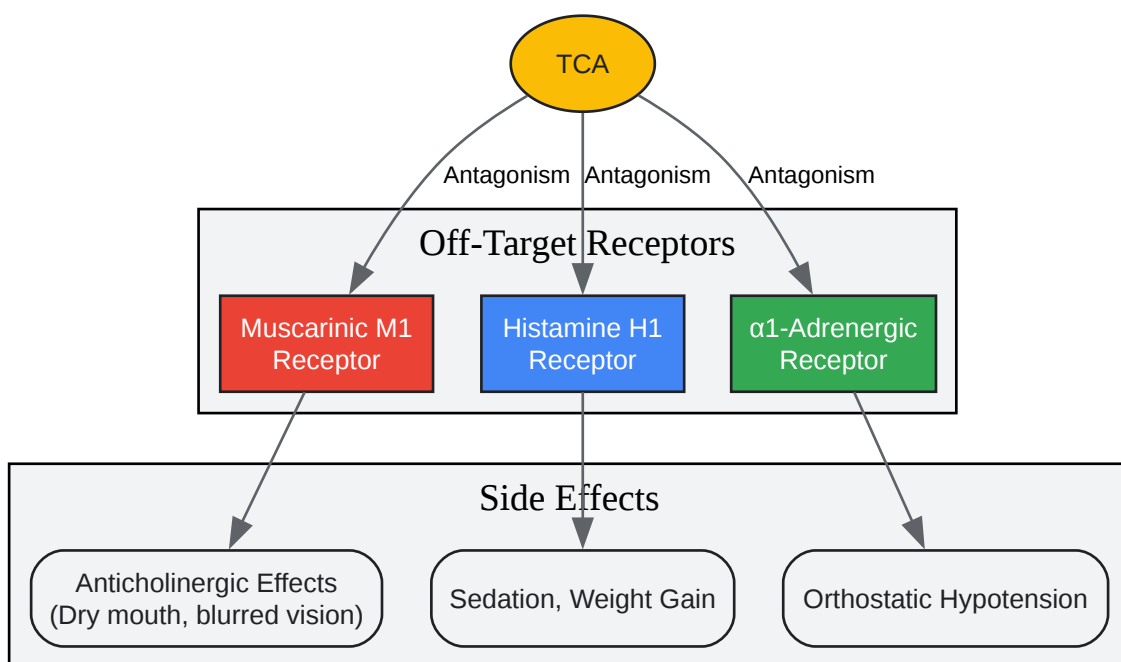 TCA
Antagonism
Antagonism
Antagonism
Off-Target Receptors
Muscarinic M1
Receptor
Histamine H1
Receptor
α1-Adrenergic
Receptor
Side Effects
Anticholinergic Effects
(Dry mouth, blurred vision)
Sedation, Weight Gain
Orthostatic Hypotension